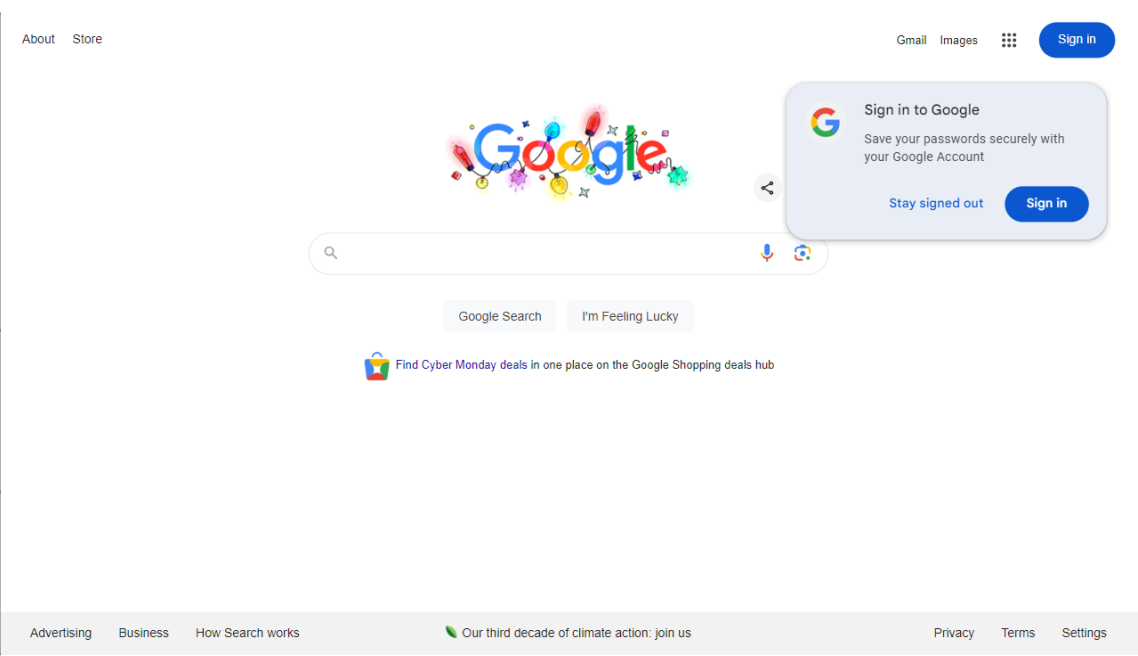 About Store
Gmail Images
Sign in
Google
Sign in to Google
Save your passwords securely with
your Google Account
Stay signed out
Sign in
Google Search
I'm Feeling Lucky
Find Cyber Monday deals in one place on the Google Shopping deals hub
Advertising Business How Search works
Our third decade of climate action: join us
Privacy Terms Settings